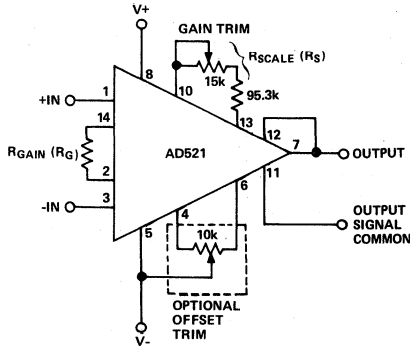 V+
GAIN TRIM
RSCALE (RS)
15k
8
10
95.3k
+IN
1
14
13
12
RGAIN (RG)
AD521
7
OUTPUT
2
11
-IN
3
6
4
5
10k
OUTPUT
SIGNAL
COMMON
OPTIONAL
OFFSET
TRIM
V-